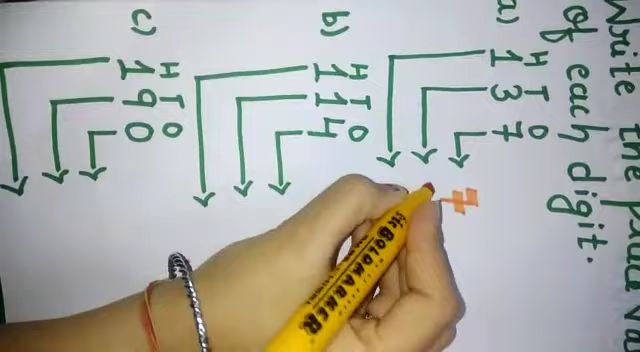 Write the place va
of each digit.
a) H T O
1 3 7
7
b) H T O
1 1 4
c) H T O
1 9 0
BOLDMARKER